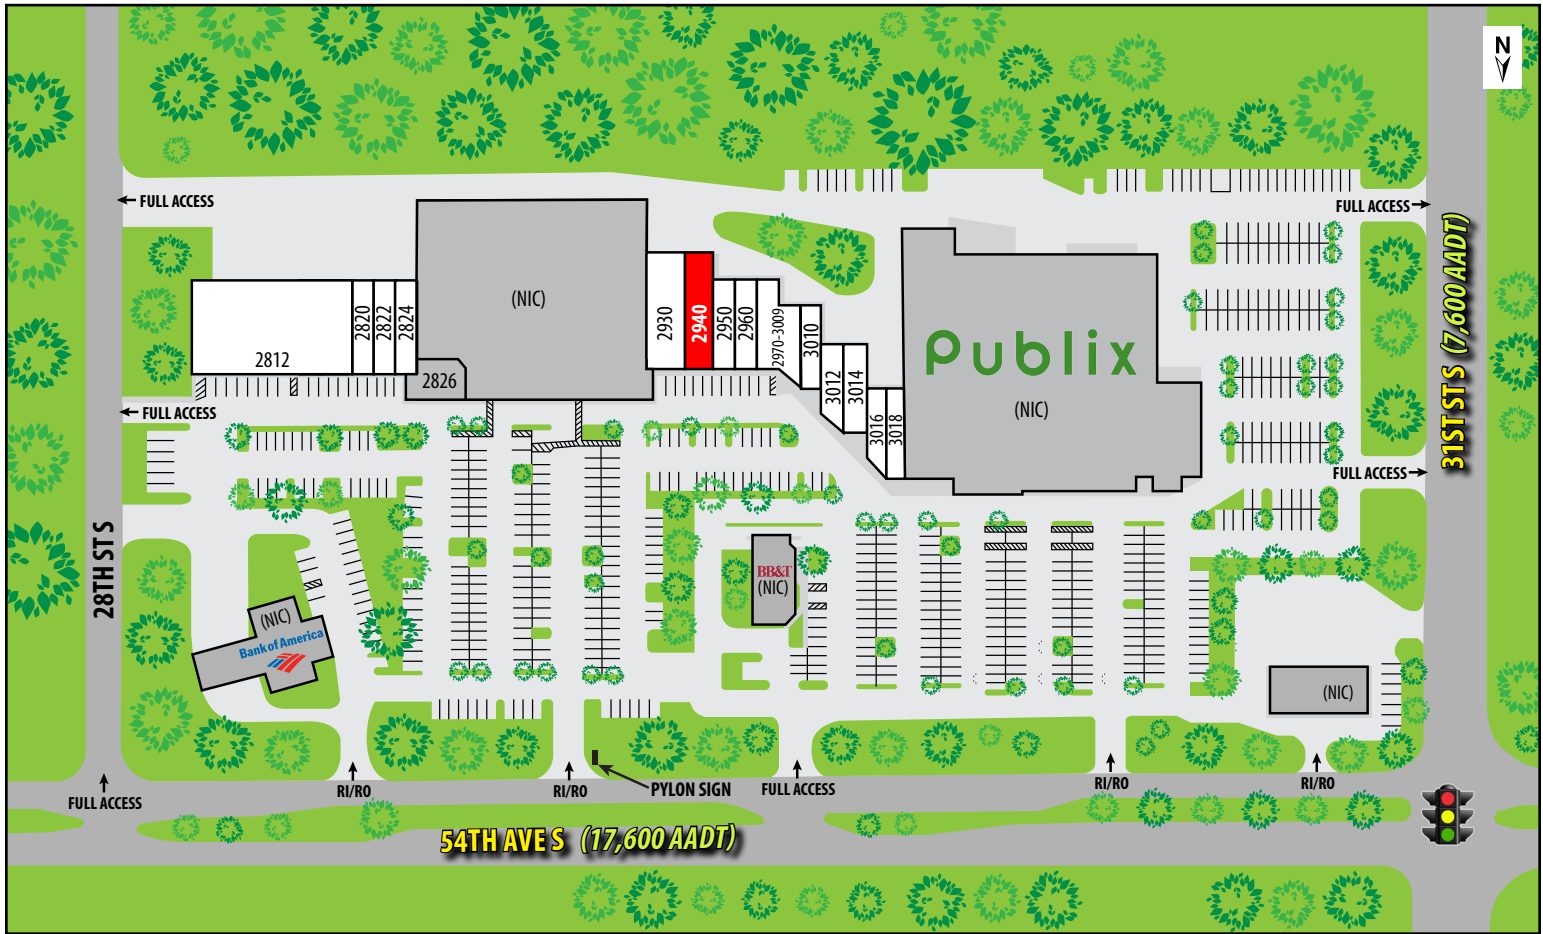 N
FULL ACCESS
FULL ACCESS
31ST ST S (7,600 AADT)
(NIC)
2820
2822
2824
2930
2940
2950
2960
2970-3009
3010
2812
2826
3012
3014
Publix
(NIC)
3016
3018
FULL ACCESS
FULL ACCESS
28TH ST S
BB&T
(NIC)
(NIC)
Bank of America
(NIC)
FULL ACCESS
RI/RO
RI/RO
PYLON SIGN
FULL ACCESS
RI/RO
RI/RO
54TH AVE S (17,600 AADT)